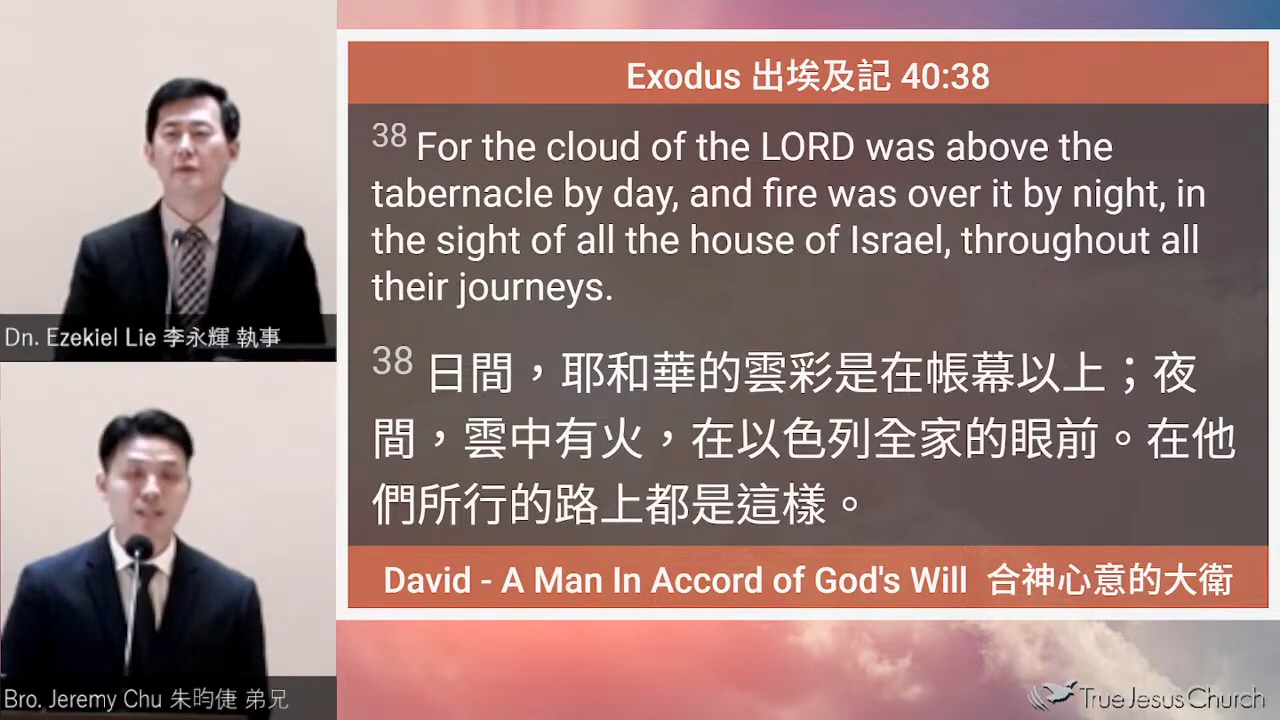 Dn. Ezekiel Lie 李永輝 執事
Bro. Jeremy Chu 朱昀倢 弟兄
Exodus 出埃及記 40:38
38 For the cloud of the LORD was above the
tabernacle by day, and fire was over it by night, in
the sight of all the house of Israel, throughout all
their journeys.
38 日間，耶和華的雲彩是在帳幕以上；夜
間，雲中有火，在以色列全家的眼前。在他
們所行的路上都是這樣。
David - A Man In Accord of God's Will 合神心意的大衛
True Jesus Church